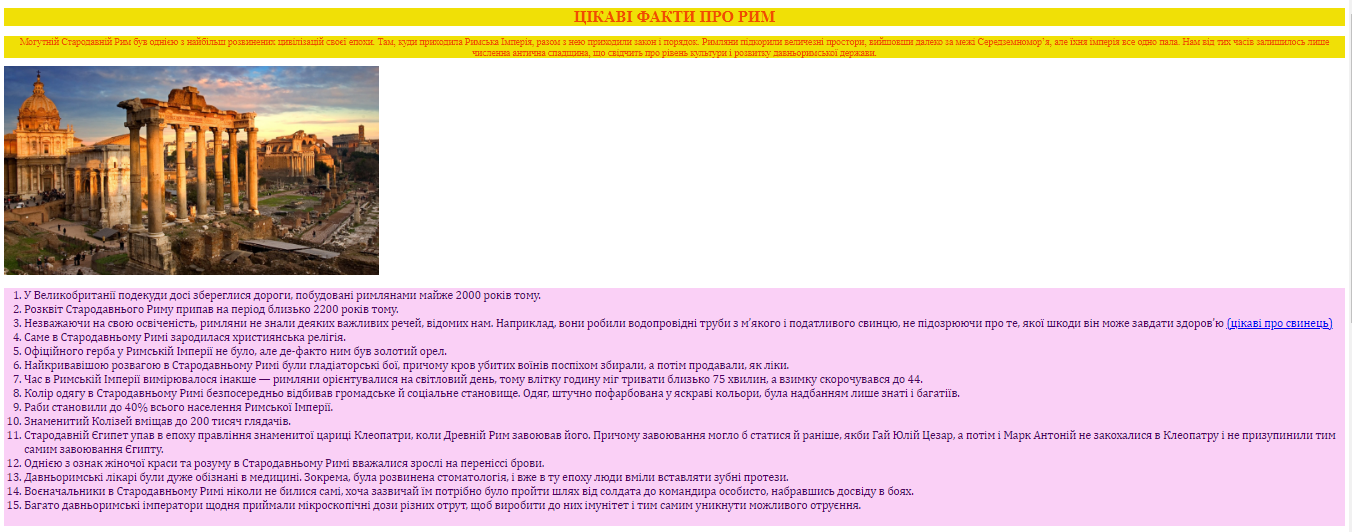 ЦІКАВІ ФАКТИ ПРО РИМ
Могутній Стародавній Рим був однією з найбільш розвинених цивілізацій своєї епохи. Там, куди приходила Римська Імперія, разом з нею приходили закон і порядок. Римляни підкорили величезні простори, вийшовши далеко за межі Середземномор’я, але їхня імперія все одно пала. Нам від тих часів залишилось лише
численна антична спадщина, що свідчить про рівень культури і розвитку давньоримської держави.
1. У Великобританії подекуди досі збереглися дороги, побудовані римлянами майже 2000 років тому.
2. Розквіт Стародавнього Риму припав на період близько 2200 років тому.
3. Незважаючи на свою освіченість, римляни не знали деяких важливих речей, відомих нам. Наприклад, вони робили водопровідні труби з м’якого і податливого свинцю, не підозрюючи про те, якої шкоди він може завдати здоров’ю (цікаві про свинець)
4. Саме в Стародавньому Римі зародилася християнська релігія.
5. Офіційного герба у Римській Імперії не було, але де-факто ним був золотий орел.
6. Найкривавішою розвагою в Стародавньому Римі були гладіаторські бої, причому кров убитих воїнів поспіхом збирали, а потім продавали, як ліки.
7. Час в Римській Імперії вимірювалося інакше — римляни орієнтувалися на світловий день, тому влітку годину міг тривати близько 75 хвилин, а взимку скорочувався до 44.
8. Колір одягу в Стародавньому Римі безпосередньо відбивав громадське й соціальне становище. Одяг, штучно пофарбована у яскраві кольори, була надбанням лише знаті і багатіїв.
9. Раби становили до 40% всього населення Римської Імперії.
10. Знаменитий Колізей вміщав до 200 тисяч глядачів.
11. Стародавній Єгипет упав в епоху правління знаменитої цариці Клеопатри, коли Древній Рим завоював його. Причому завоювання могло б статися й раніше, якби Гай Юлій Цезар, а потім і Марк Антоній не закохалися в Клеопатру і не призупинили тим
самим завоювання Єгипту.
12. Однією з ознак жіночої краси та розуму в Стародавньому Римі вважалися зрослі на переніссі брови.
13. Давньоримські лікарі були дуже обізнані в медицині. Зокрема, була розвинена стоматологія, і вже в ту епоху люди вміли вставляти зубні протези.
14. Воєначальники в Стародавньому Римі ніколи не билися самі, хоча зазвичай їм потрібно було пройти шлях від солдата до командира особисто, набравшись досвіду в боях.
15. Багато давньоримські імператори щодня приймали мікроскопічні дози різних отрут, щоб виробити до них імунітет і тим самим уникнути можливого отруєння.